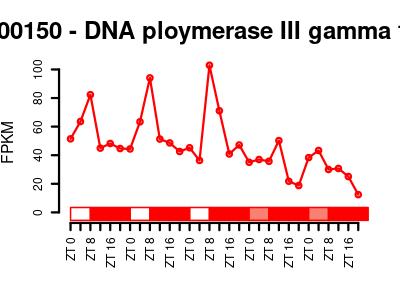 00150 - DNA ploymerase III gamma
FPKM
100
80
60
40
20
0
ZT 0
ZT 8
ZT 16
ZT 0
ZT 8
ZT 16
ZT 0
ZT 8
ZT 16
ZT 0
ZT 8
ZT 16
ZT 0
ZT 8
ZT 16